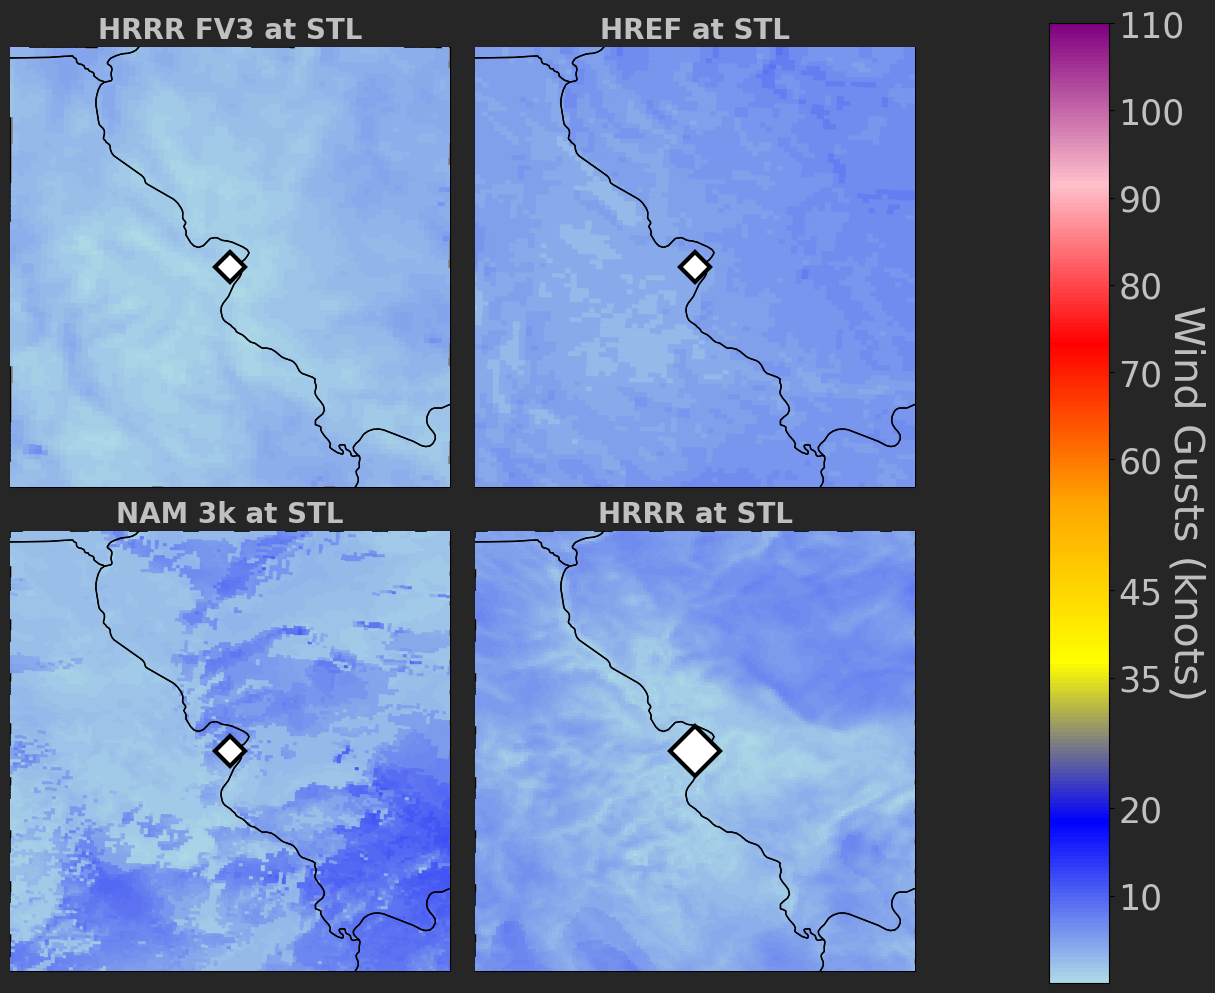 HRRR FV3 at STL
HREF at STL
NAM 3k at STL
HRRR at STL
110
100
90
80
70
60
45
35
20
10
Wind Gusts (knots)